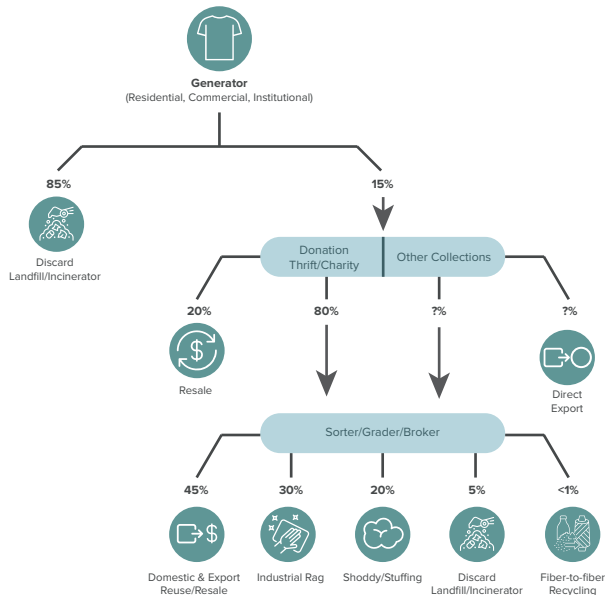 Generator
(Residential, Commercial, Institutional)
85%
15%
Discard
Landfill/Incinerator
Donation
Thrift/Charity
Other Collections
20%
80%
?%
?%
$
Resale
Direct
Export
Sorter/Grader/Broker
45%
30%
20%
5%
<1%
$
Domestic & Export
Reuse/Resale
Industrial Rag
Shoddy/Stuffing
Discard
Landfill/Incinerator
Fiber-to-fiber
Recycling